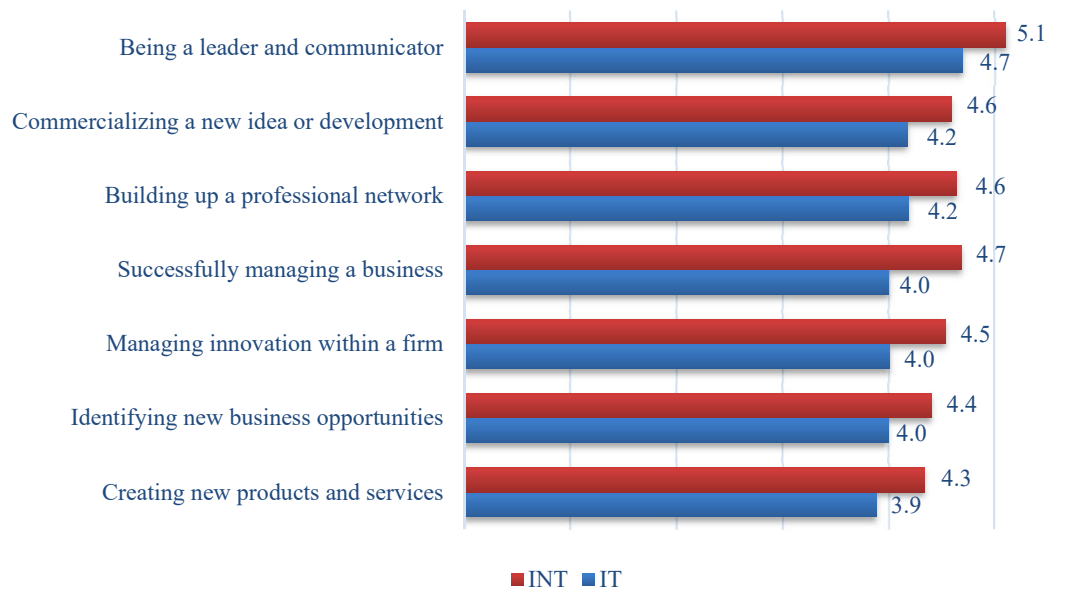 Being a leader and communicator
5.1
4.7
Commercializing a new idea or development
4.6
4.2
Building up a professional network
4.6
4.2
Successfully managing a business
4.7
4.0
Managing innovation within a firm
4.5
4.0
Identifying new business opportunities
4.4
4.0
Creating new products and services
4.3
3.9
INT IT